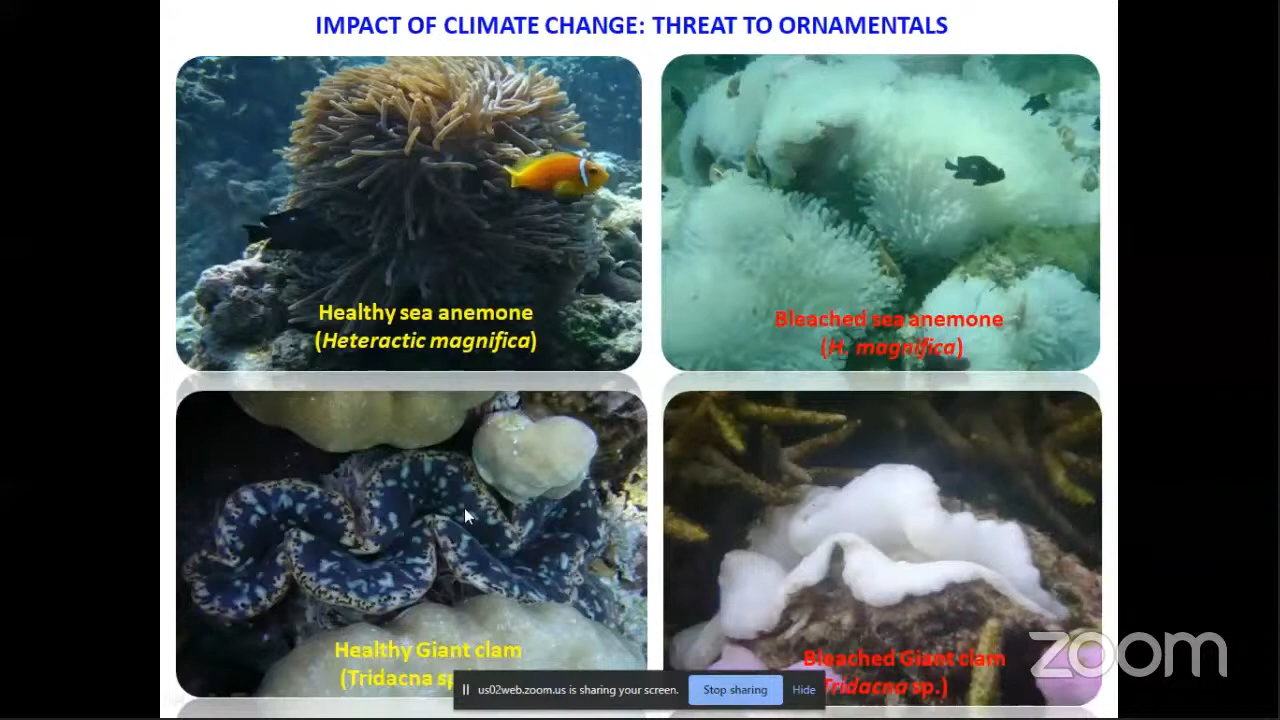 IMPACT OF CLIMATE CHANGE: THREAT TO ORNAMENTALS
Healthy sea anemone
(Heteractic magnifica)
Bleached sea anemone
(H. magnifica)
Healthy Giant clam
(Tridacna
Bleached Giant clam
Tridacna sp.)
us02web.zoom.us is sharing your screen.
Stop sharing
Hide
zoom